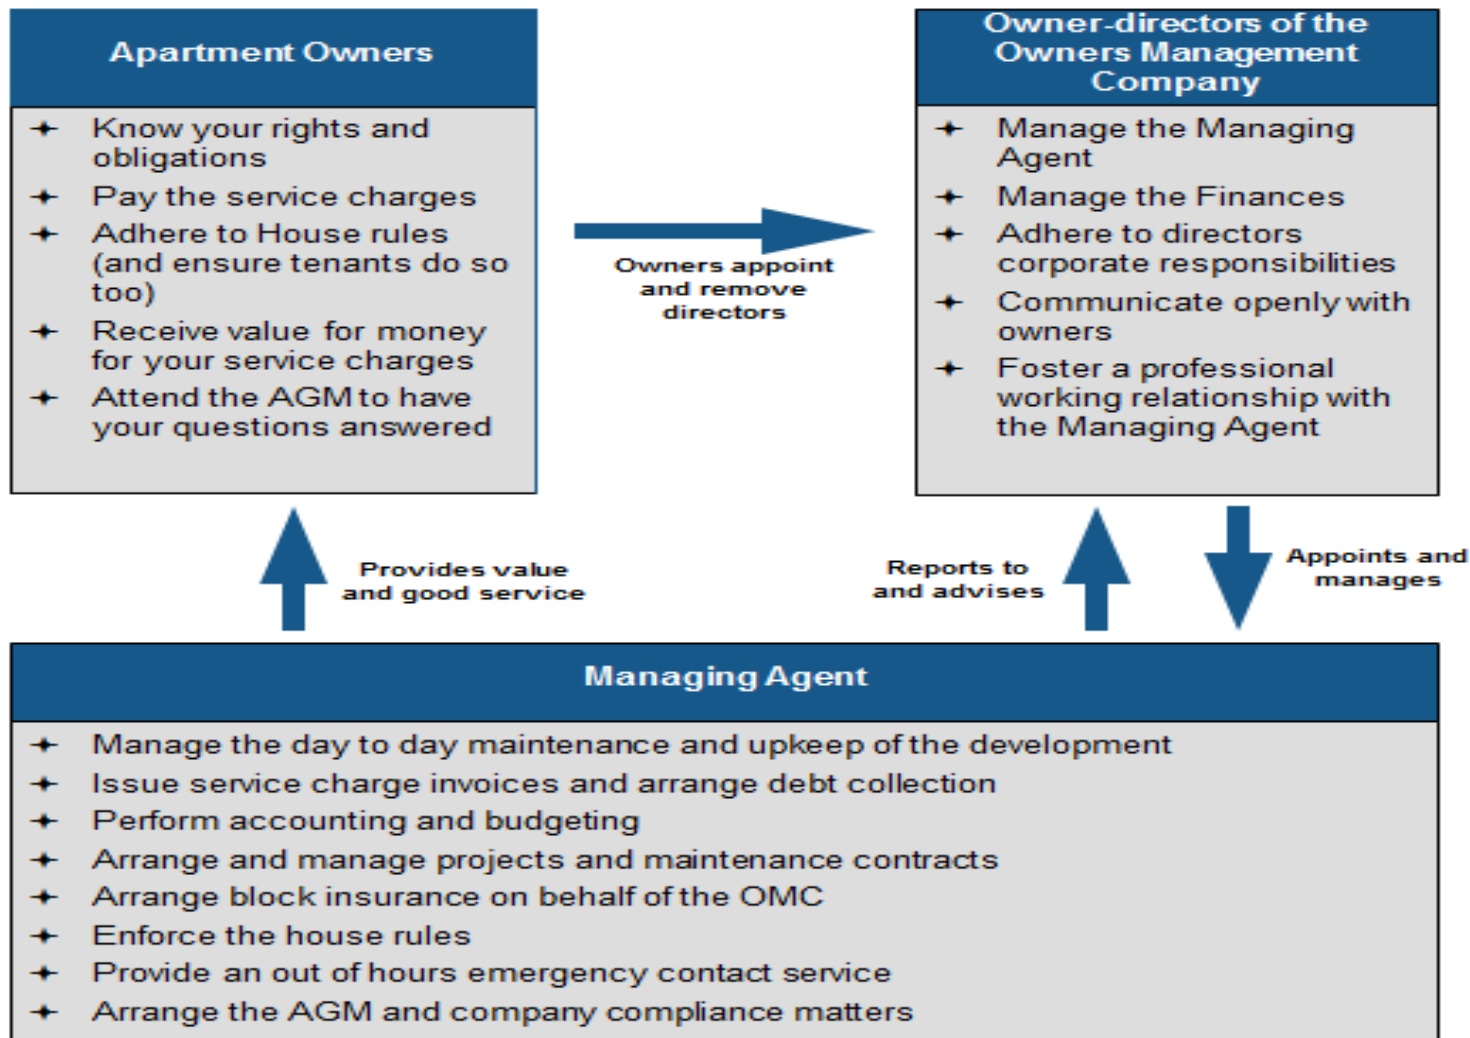 Apartment Owners
Know your rights and
obligations
Pay the service charges
Adhere to House rules
(and ensure tenants do so
too)
Receive value for money
for your service charges
Attend the AGM to have
your questions answered
Owners appoint
and remove
directors
Owner-directors of the
Owners Management
Company
Manage the Managing
Agent
Manage the Finances
Adhere to directors
corporate responsibilities
Communicate openly with
owners
Foster a professional
working relationship with
the Managing Agent
Provides value
and good service
Reports to
and advises
Appoints and
manages
Managing Agent
Manage the day to day maintenance and upkeep of the development
Issue service charge invoices and arrange debt collection
Perform accounting and budgeting
Arrange and manage projects and maintenance contracts
Arrange block insurance on behalf of the OMC
Enforce the house rules
Provide an out of hours emergency contact service
Arrange the AGM and company compliance matters